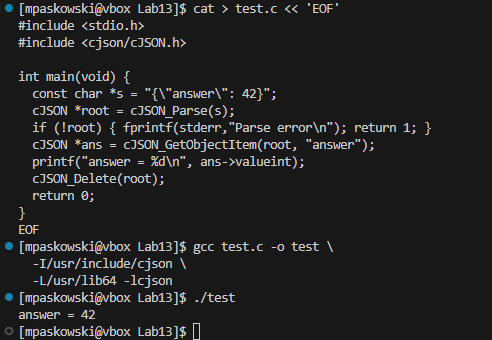 [mpaskowski@vbox Lab13]$ cat > test.c << 'EOF'
#include <stdio.h>
#include <cjson/cJSON.h>

int main(void) {
  const char *s = "{\"answer\": 42}";
  cJSON *root = cJSON_Parse(s);
  if (!root) { fprintf(stderr,"Parse error\n"); return 1; }
  cJSON *ans = cJSON_GetObjectItem(root, "answer");
  printf("answer = %d\n", ans->valueint);
  cJSON_Delete(root);
  return 0;
}
EOF
[mpaskowski@vbox Lab13]$ gcc test.c -o test \
  -I/usr/include/cjson \
  -L/usr/lib64 -lcjson
[mpaskowski@vbox Lab13]$ ./test
answer = 42
[mpaskowski@vbox Lab13]$